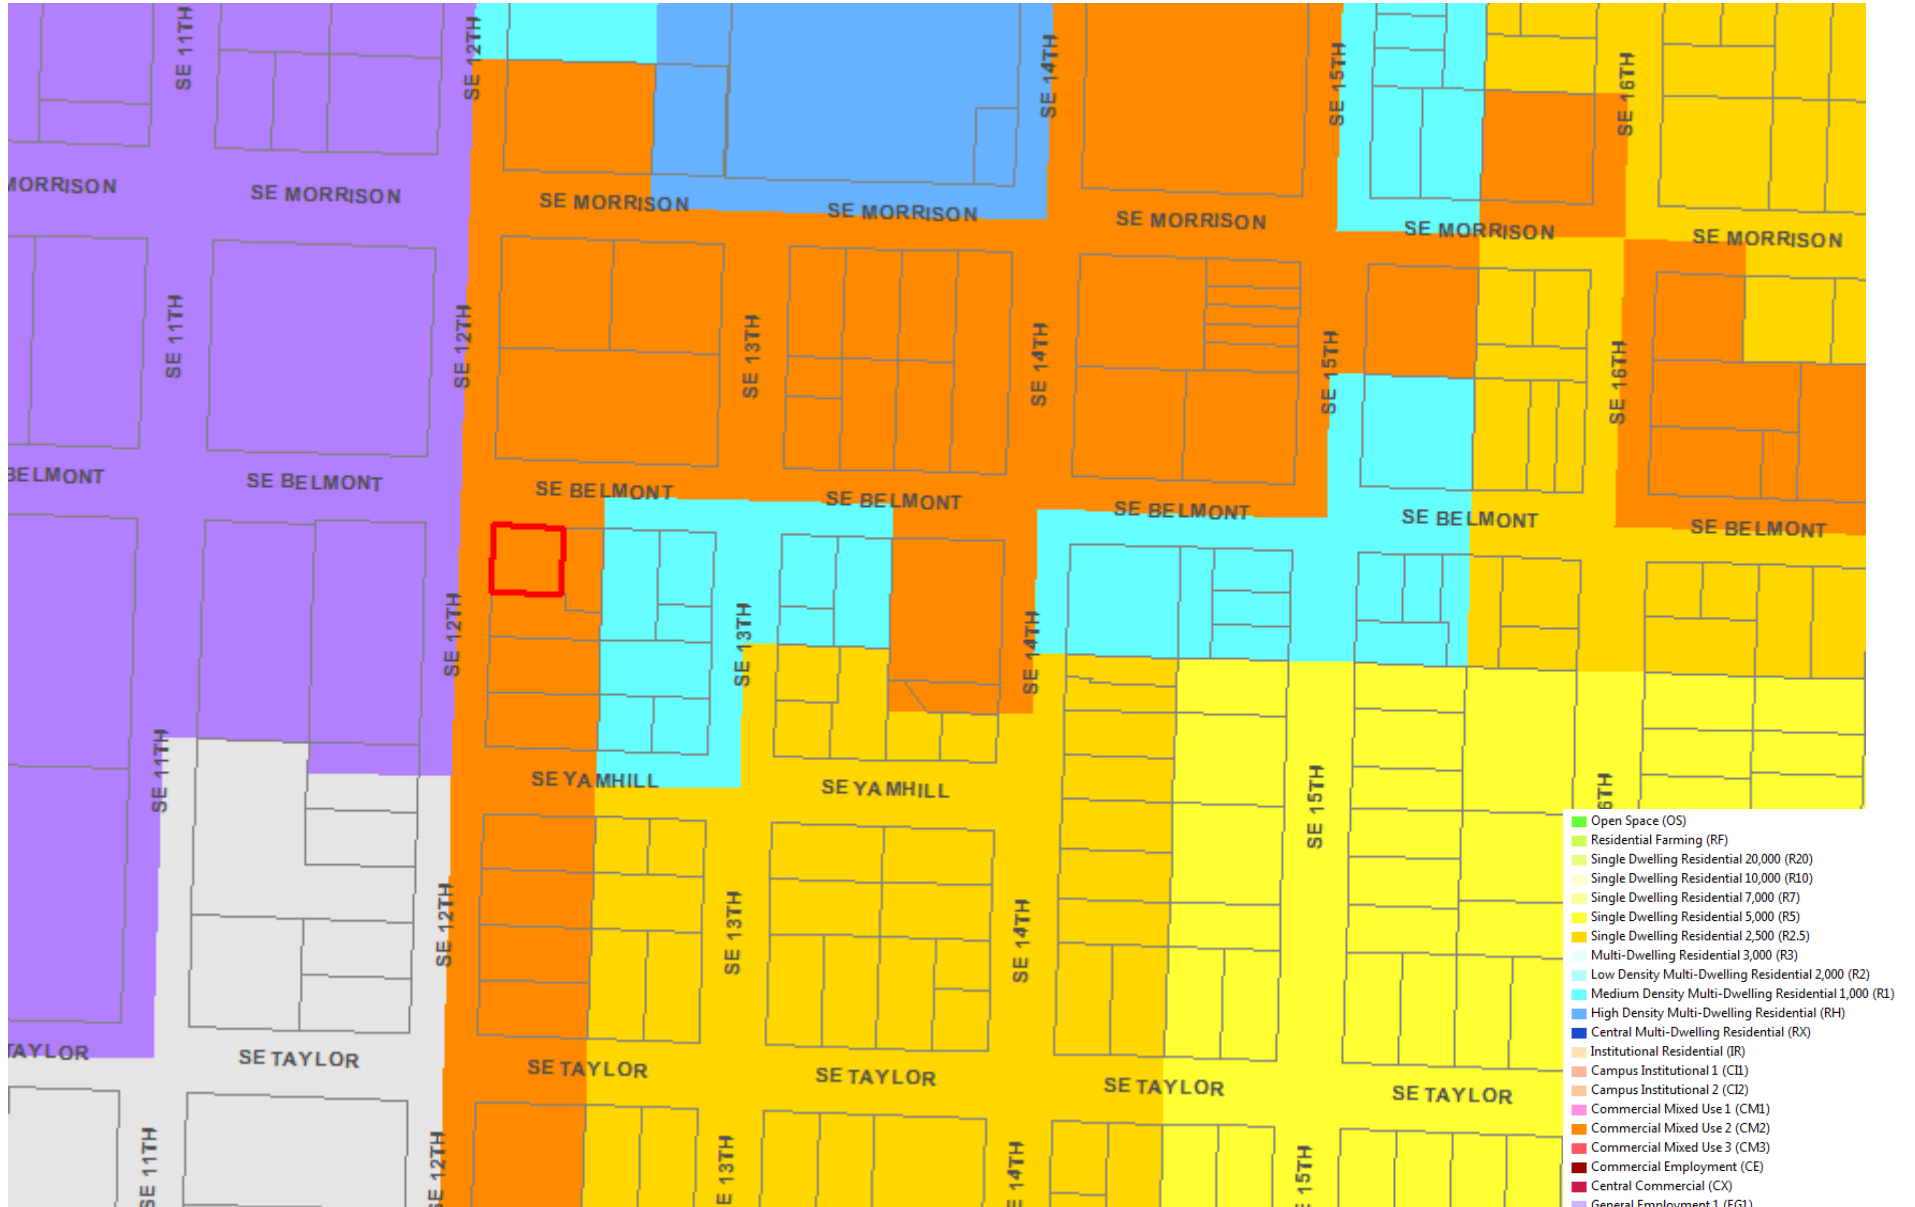 SE 11TH
SE 12TH
SE 14TH
SE 15TH
SE 16TH
MORRISON
SE MORRISON
SE MORRISON
SE MORRISON
SE MORRISON
SE MORRISON
SE MORRISON
SE 11TH
SE 12TH
SE 13TH
SE 14TH
SE 15TH
SE 16TH
BELMONT
SE BELMONT
SE BELMONT
SE BELMONT
SE BELMONT
SE BELMONT
SE BELMONT
SE 11TH
SE 12TH
SE 13TH
SE 14TH
SE YAMHILL
SE YAMHILL
SE 15TH
6TH
SE 12TH
SE 13TH
SE 14TH
TAYLOR
SE TAYLOR
SE TAYLOR
SE TAYLOR
SE TAYLOR
SE TAYLOR
SE 11TH
SE 12TH
E 13TH
E 14TH
E 15TH
Open Space (OS)
Residential Farming (RF)
Single Dwelling Residential 20,000 (R20)
Single Dwelling Residential 10,000 (R10)
Single Dwelling Residential 7,000 (R7)
Single Dwelling Residential 5,000 (R5)
Single Dwelling Residential 2,500 (R2.5)
Multi-Dwelling Residential 3,000 (R3)
Low Density Multi-Dwelling Residential 2,000 (R2)
Medium Density Multi-Dwelling Residential 1,000 (R1)
High Density Multi-Dwelling Residential (RH)
Central Multi-Dwelling Residential (RX)
Institutional Residential (IR)
Campus Institutional 1 (CI1)
Campus Institutional 2 (CI2)
Commercial Mixed Use 1 (CM1)
Commercial Mixed Use 2 (CM2)
Commercial Mixed Use 3 (CM3)
Commercial Employment (CE)
Central Commercial (CX)
General Employment 1 (EG1)